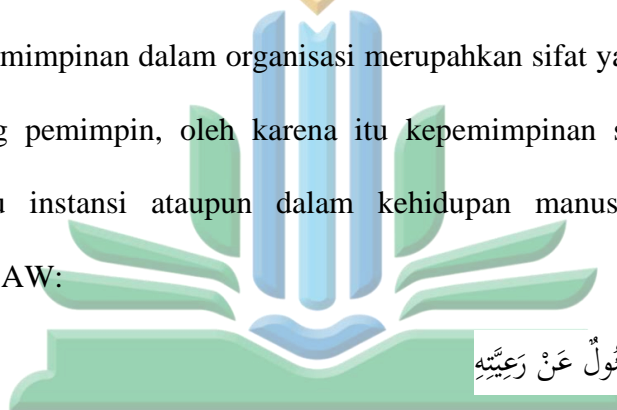 mimpinan dalam organisasi merupahkan sifat ya
g pemimpin, oleh karena itu kepemimpinan s
u instansi ataupun dalam kehidupan manus
AW:
ئُولٌ عَنْ رَعِيَّتِهِ